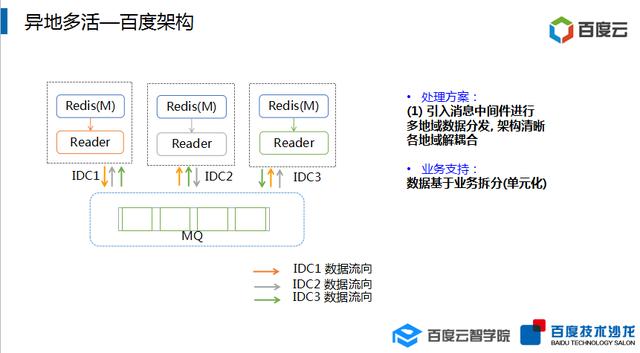 异地多活—百度架构
百度云
Redis(M)
Redis(M)
Redis(M)
Reader
Reader
Reader
IDC1
IDC2
IDC3
MQ
IDC1 数据流向
IDC2 数据流向
IDC3 数据流向
• 处理方案：
(1) 引入消息中间件进行
多地域数据分发, 架构清晰
各地域解耦合
• 业务支持：
数据基于业务拆分(单元化)
百度云智学院
百度技术沙龙
BAIDU TECHNOLOGY SALON